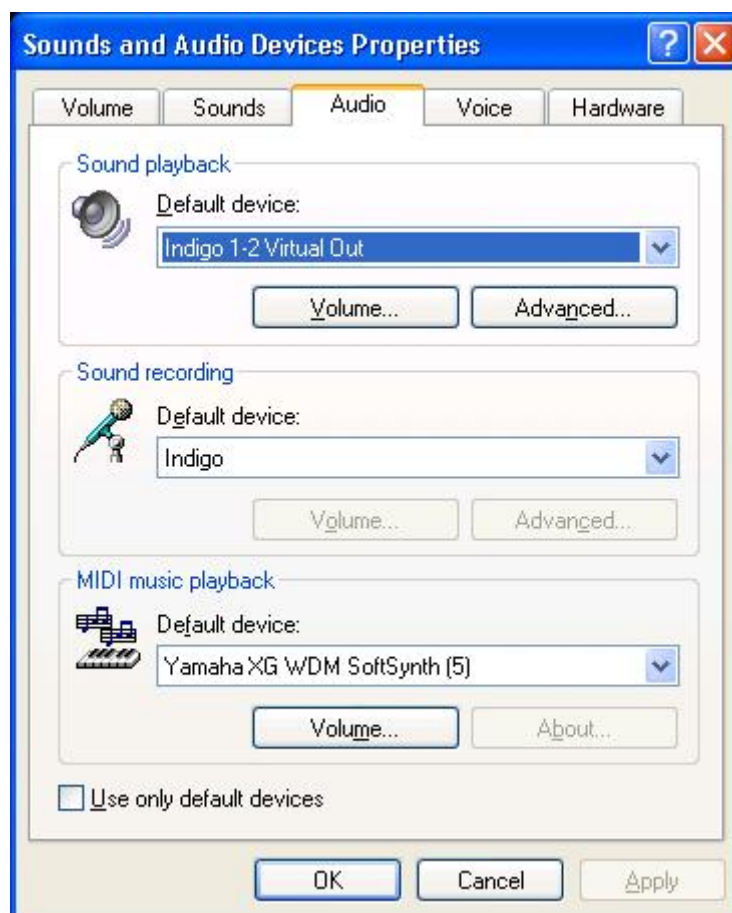 Sounds and Audio Devices Properties
Volume Sounds Audio Voice Hardware
Sound playback
Default device:
Indigo 1-2 Virtual Out
Volume... Advanced...
Sound recording
Default device:
Indigo
Volume... Advanced...
MIDI music playback
Default device:
Yamaha XG WDM SoftSynth (5)
Volume... About...
Use only default devices
OK Cancel Apply